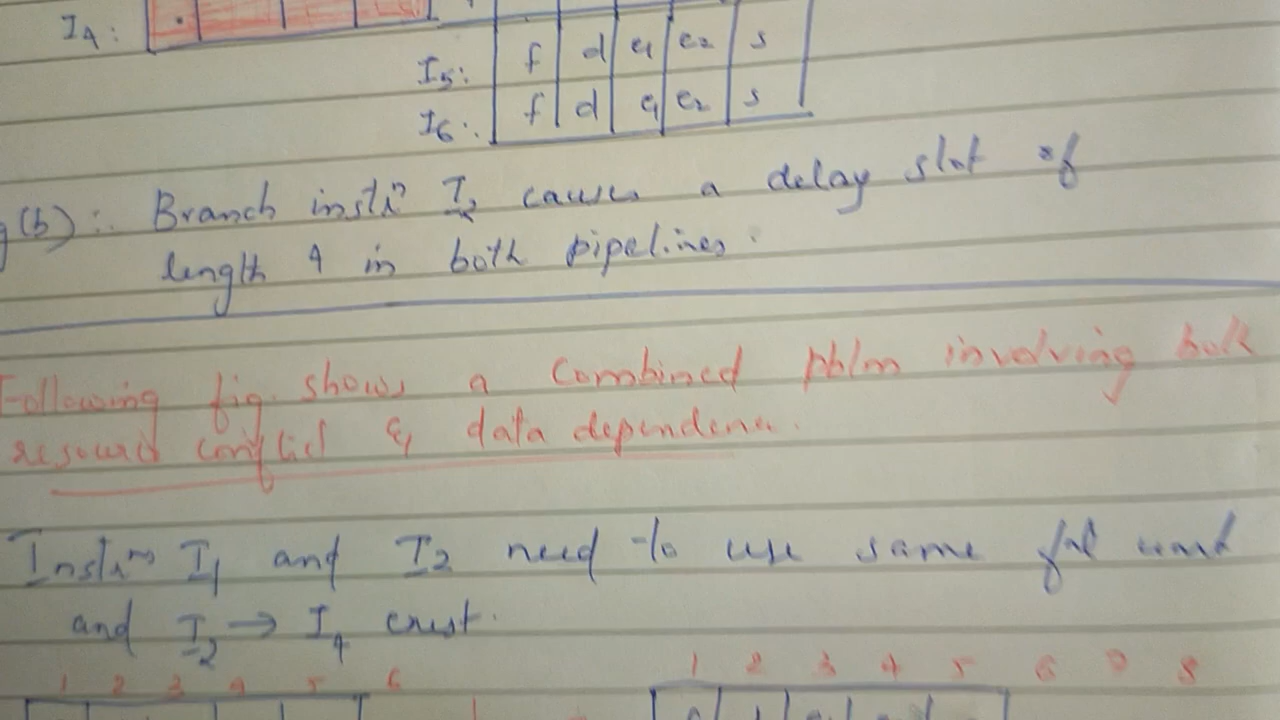 I4:
I5: f d e1 e2 s
I6: f d e1 e2 s
g(b): Branch instrn I2 causes a delay slot of
length 4 in both pipelines.
Following fig. shows a combined pblm involving both
resource conflict & data dependence.
Instrns I1 and I2 need to use same fnl unit
and I2 → I4 exist.
1 2 3 4 5 6 1 2 3 4 5 6 7 8